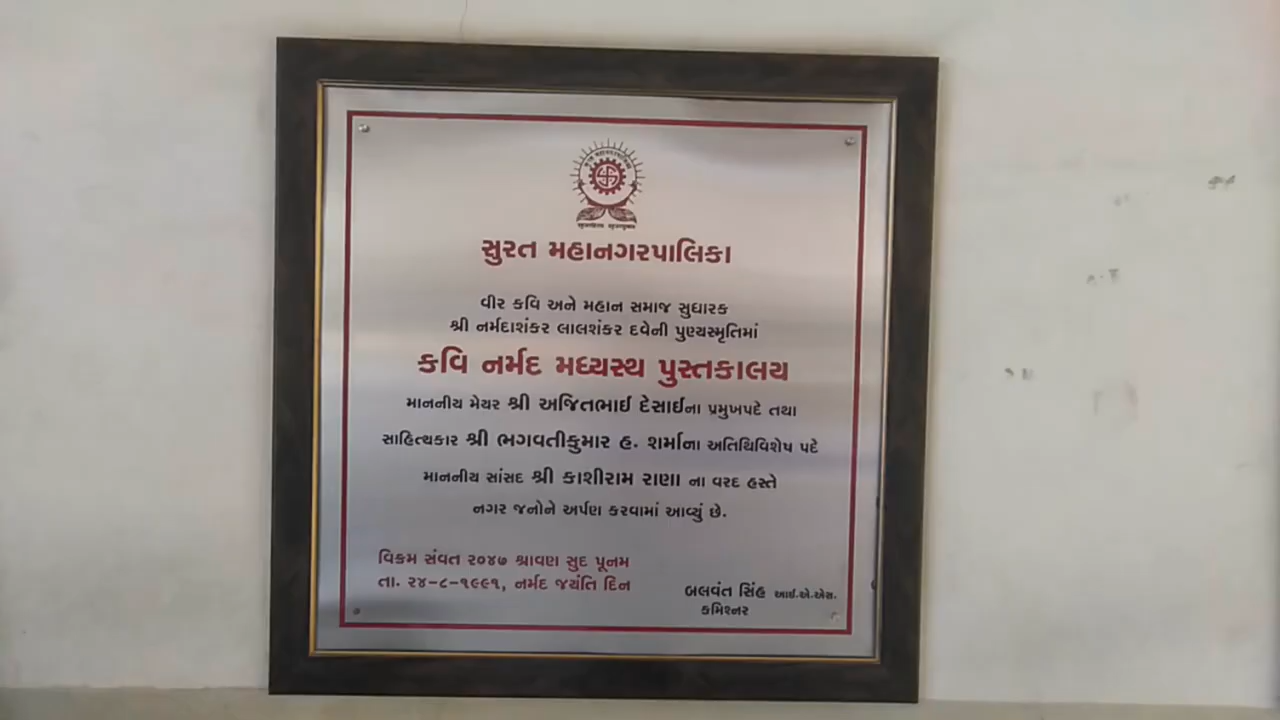 સુરત મહાનગરપાલિકા
વીર કવિ અને મહાન સમાજ સુધારક
શ્રી નર્મદાશંકર લાલશંકર દવેની પુણ્યસ્મૃતિમાં
કવિ નર્મદ મધ્યસ્થ પુસ્તકાલય
માનનીય મેયર શ્રી અજિતભાઈ દેસાઈના પ્રમુખપદે તથા
સાહિત્યકાર શ્રી ભગવતીકુમાર હ. શર્માના અતિથિવિશેષ પદે
માનનીય સાંસદ શ્રી કાશીરામ રાણા ના વરદ હસ્તે
નગર જનોને અર્પણ કરવામાં આવ્યું છે.
વિક્રમ સંવત ૨૦૪૭ શ્રાવણ સુદ પૂનમ
તા. ૨૪-૮-૧૯૯૧, નર્મદ જયંતિ દિન
બલવંત સિંહ આઈ.એ.એસ.
કમિશ્નર